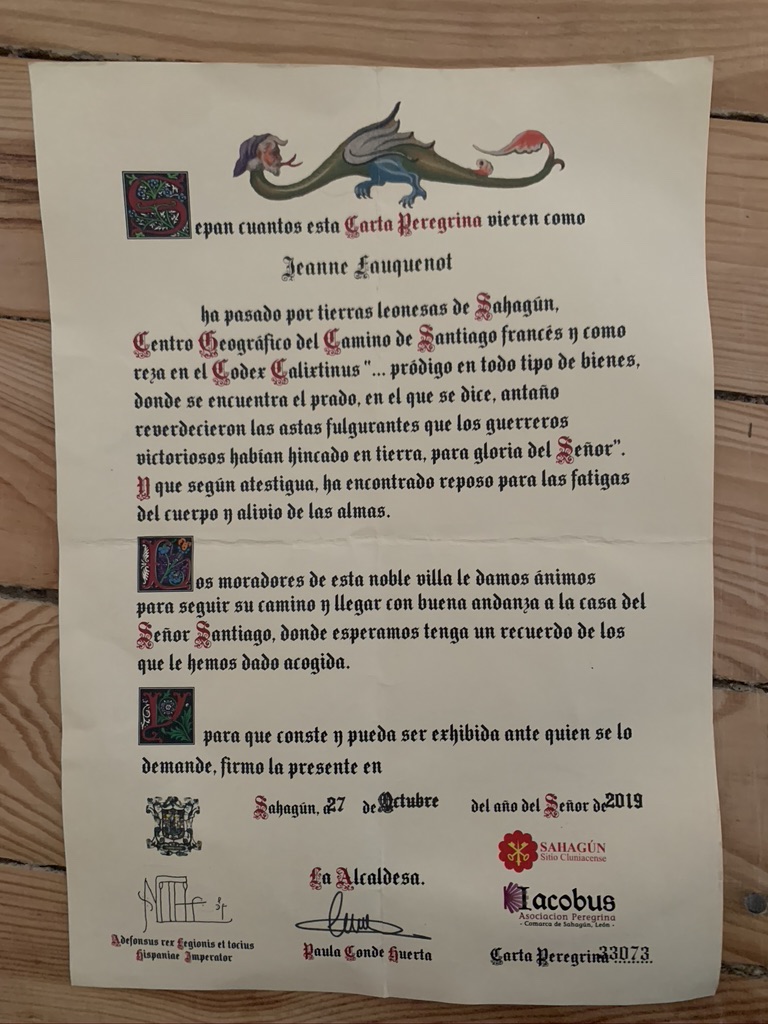 Sepan cuantos esta Carta Peregrina vieren como
Jeanne Fauquenot
ha pasado por tierras leonesas de Sahagún,
Centro Geográfico del Camino de Santiago francés y como
reza en el Codex Calixtinus "... pródigo en todo tipo de bienes,
donde se encuentra el prado, en el que se dice, antaño
reverdecieron las astas fulgurantes que los guerreros
victoriosos habían hincado en tierra, para gloria del Señor".
Y que según atestigua, ha encontrado reposo para las fatigas
del cuerpo y alivio de las almas.
Los moradores de esta noble villa le damos ánimos
para seguir su camino y llegar con buena andanza a la casa del
Señor Santiago, donde esperamos tenga un recuerdo de los
que le hemos dado acogida.
Y para que conste y pueda ser exhibida ante quien se lo
demande, firmo la presente en
Sahagún, a 27 de Octubre del año del Señor de 2019
SAHAGÚN
Sitio Cluniacense
La Alcaldesa.
Iacobus
Asociacion Peregrina
- Comarca de Sahagún, León -
Adefonsus rex Legionis et tocius
Hispaniae Imperator
Paula Conde Huerta
Carta Peregrina 33073